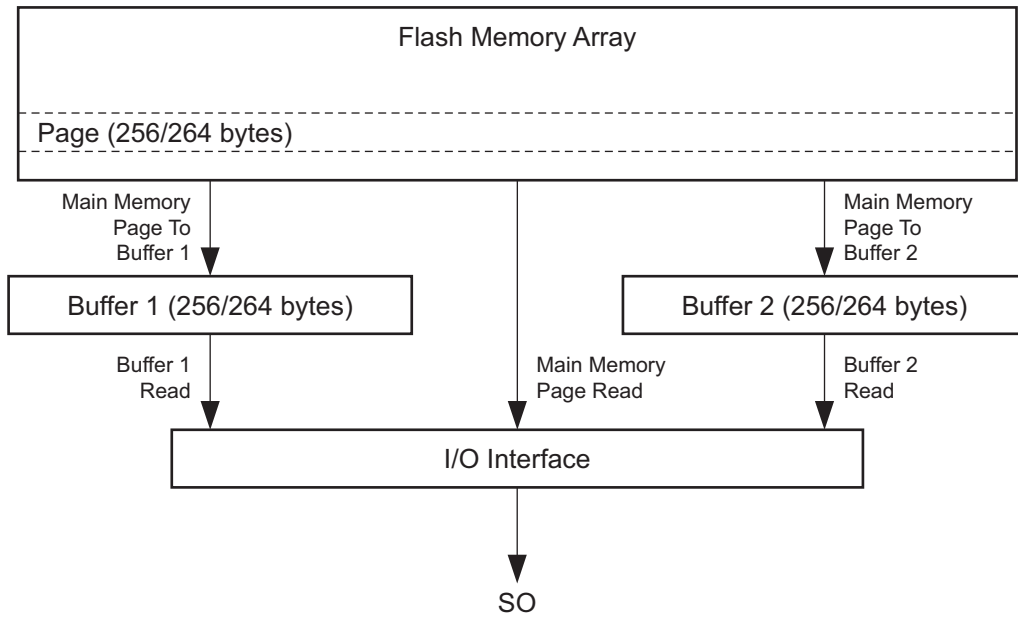 Flash Memory Array
Page (256/264 bytes)
Main Memory
Page To
Buffer 1
Main Memory
Page To
Buffer 2
Buffer 1 (256/264 bytes)
Buffer 2 (256/264 bytes)
Buffer 1
Read
Main Memory
Page Read
Buffer 2
Read
I/O Interface
SO